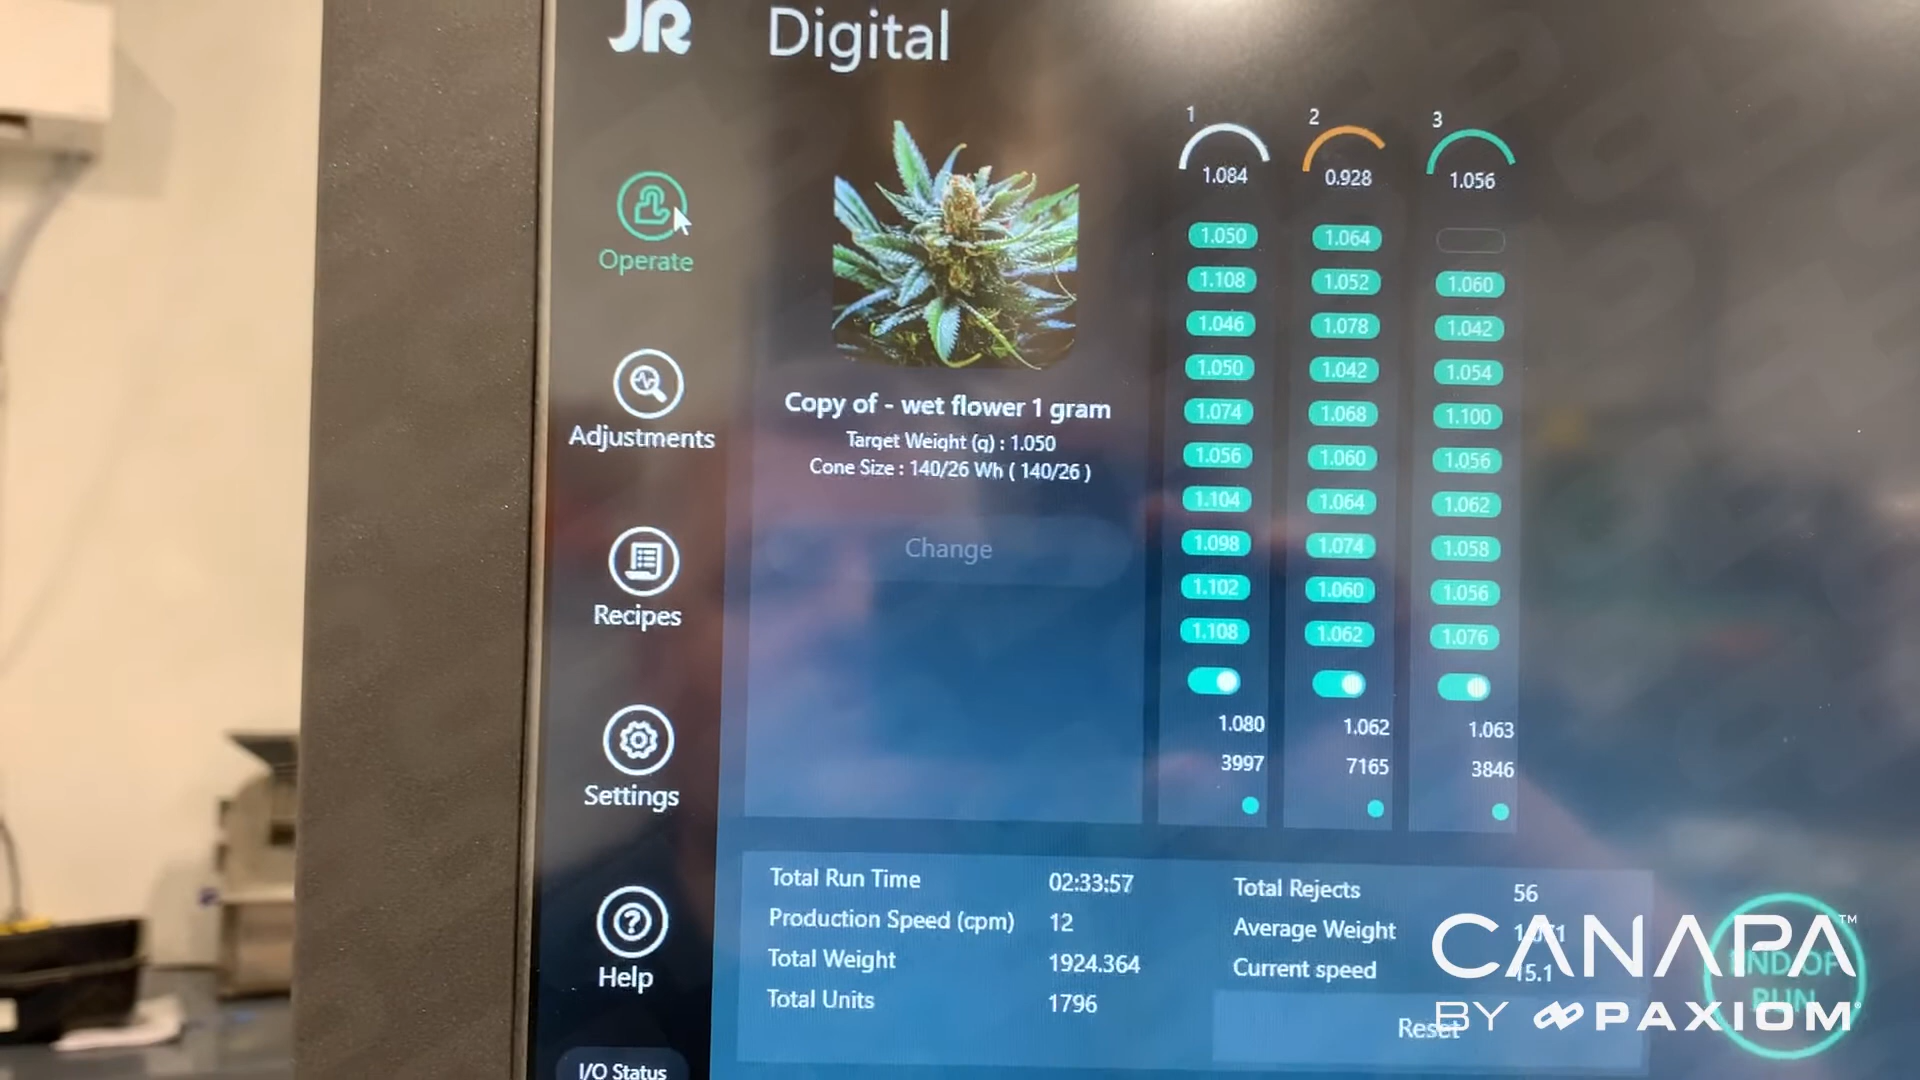 JR
Digital
Operate
Adjustments
Recipes
Settings
Help
I/O Status
Copy of - wet flower 1 gram
Target Weight (g) : 1.050
Cone Size : 140/26 Wh ( 140/26 )
Change
1 2 3
1.084 0.928 1.056
1.050 1.064
1.108 1.052 1.060
1.046 1.078 1.042
1.050 1.042 1.054
1.074 1.068 1.100
1.056 1.060 1.056
1.104 1.064 1.062
1.098 1.074 1.058
1.102 1.060 1.056
1.108 1.062 1.076
1.080 1.062 1.063
3997 7165 3846
Total Run Time 02:33:57
Production Speed (cpm) 12
Total Weight 1924.364
Total Units 1796
Total Rejects 56
Average Weight
Current speed 15.1
Reset
END OF
RUN
CANAPA™
BY PAXIOM